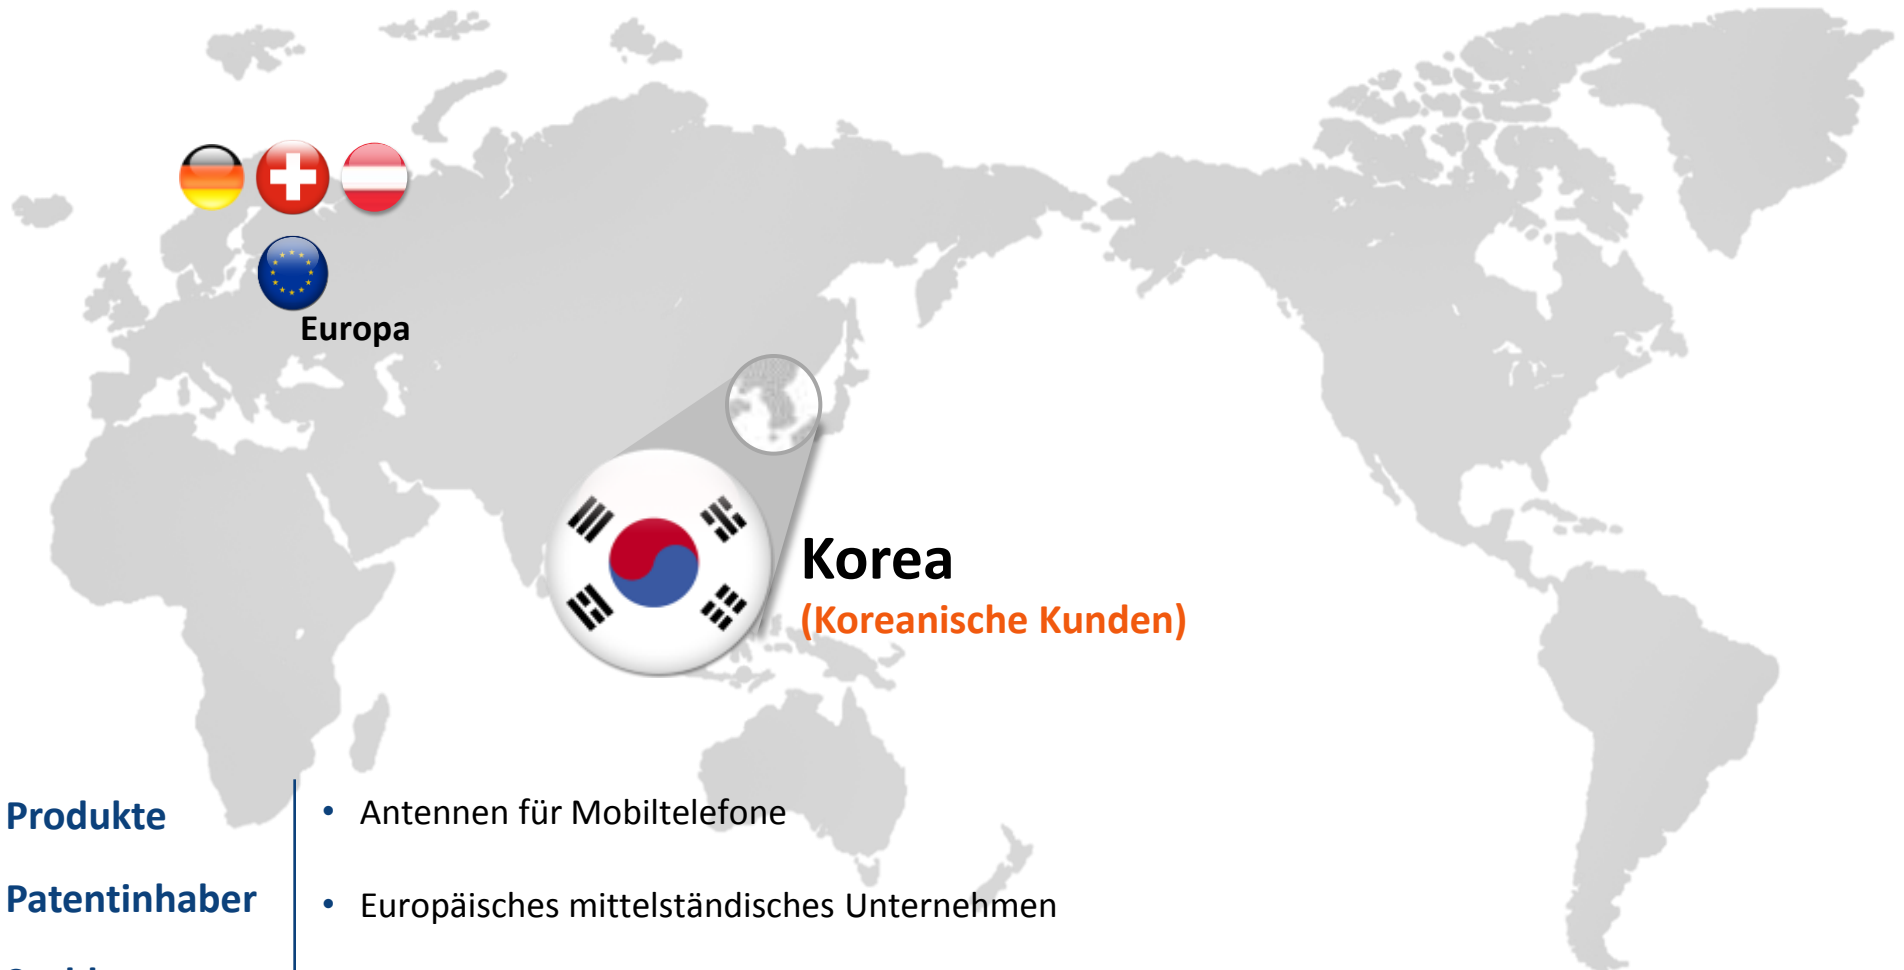 Europa
Korea
(Koreanische Kunden)
Produkte
• Antennen für Mobiltelefone
Patentinhaber
• Europäisches mittelständisches Unternehmen